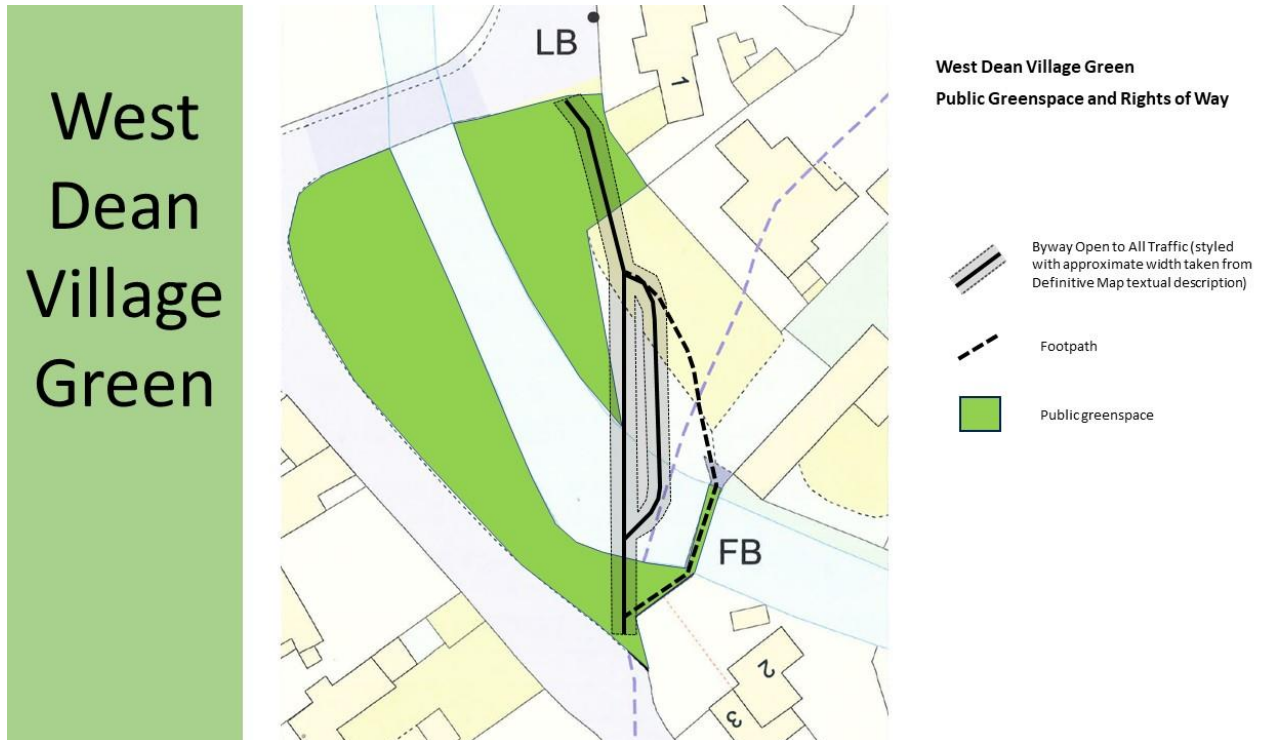 West
Dean
Village
Green
LB
1
FB
2
3
West Dean Village Green
Public Greenspace and Rights of Way
Byway Open to All Traffic (styled
with approximate width taken from
Definitive Map textual description)
Footpath
Public greenspace